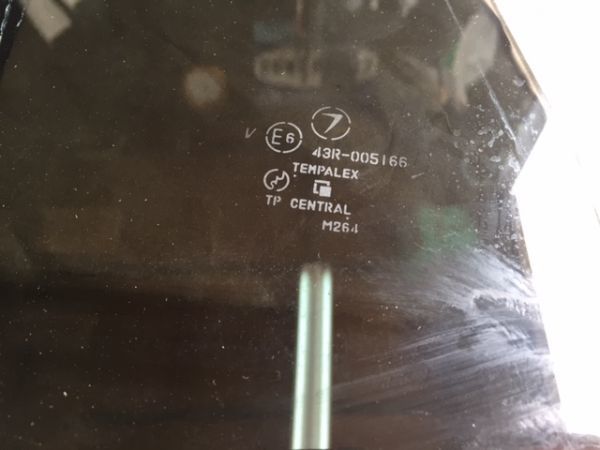 V
E6
43R-005166
TEMPALEX
TP CENTRAL
M264